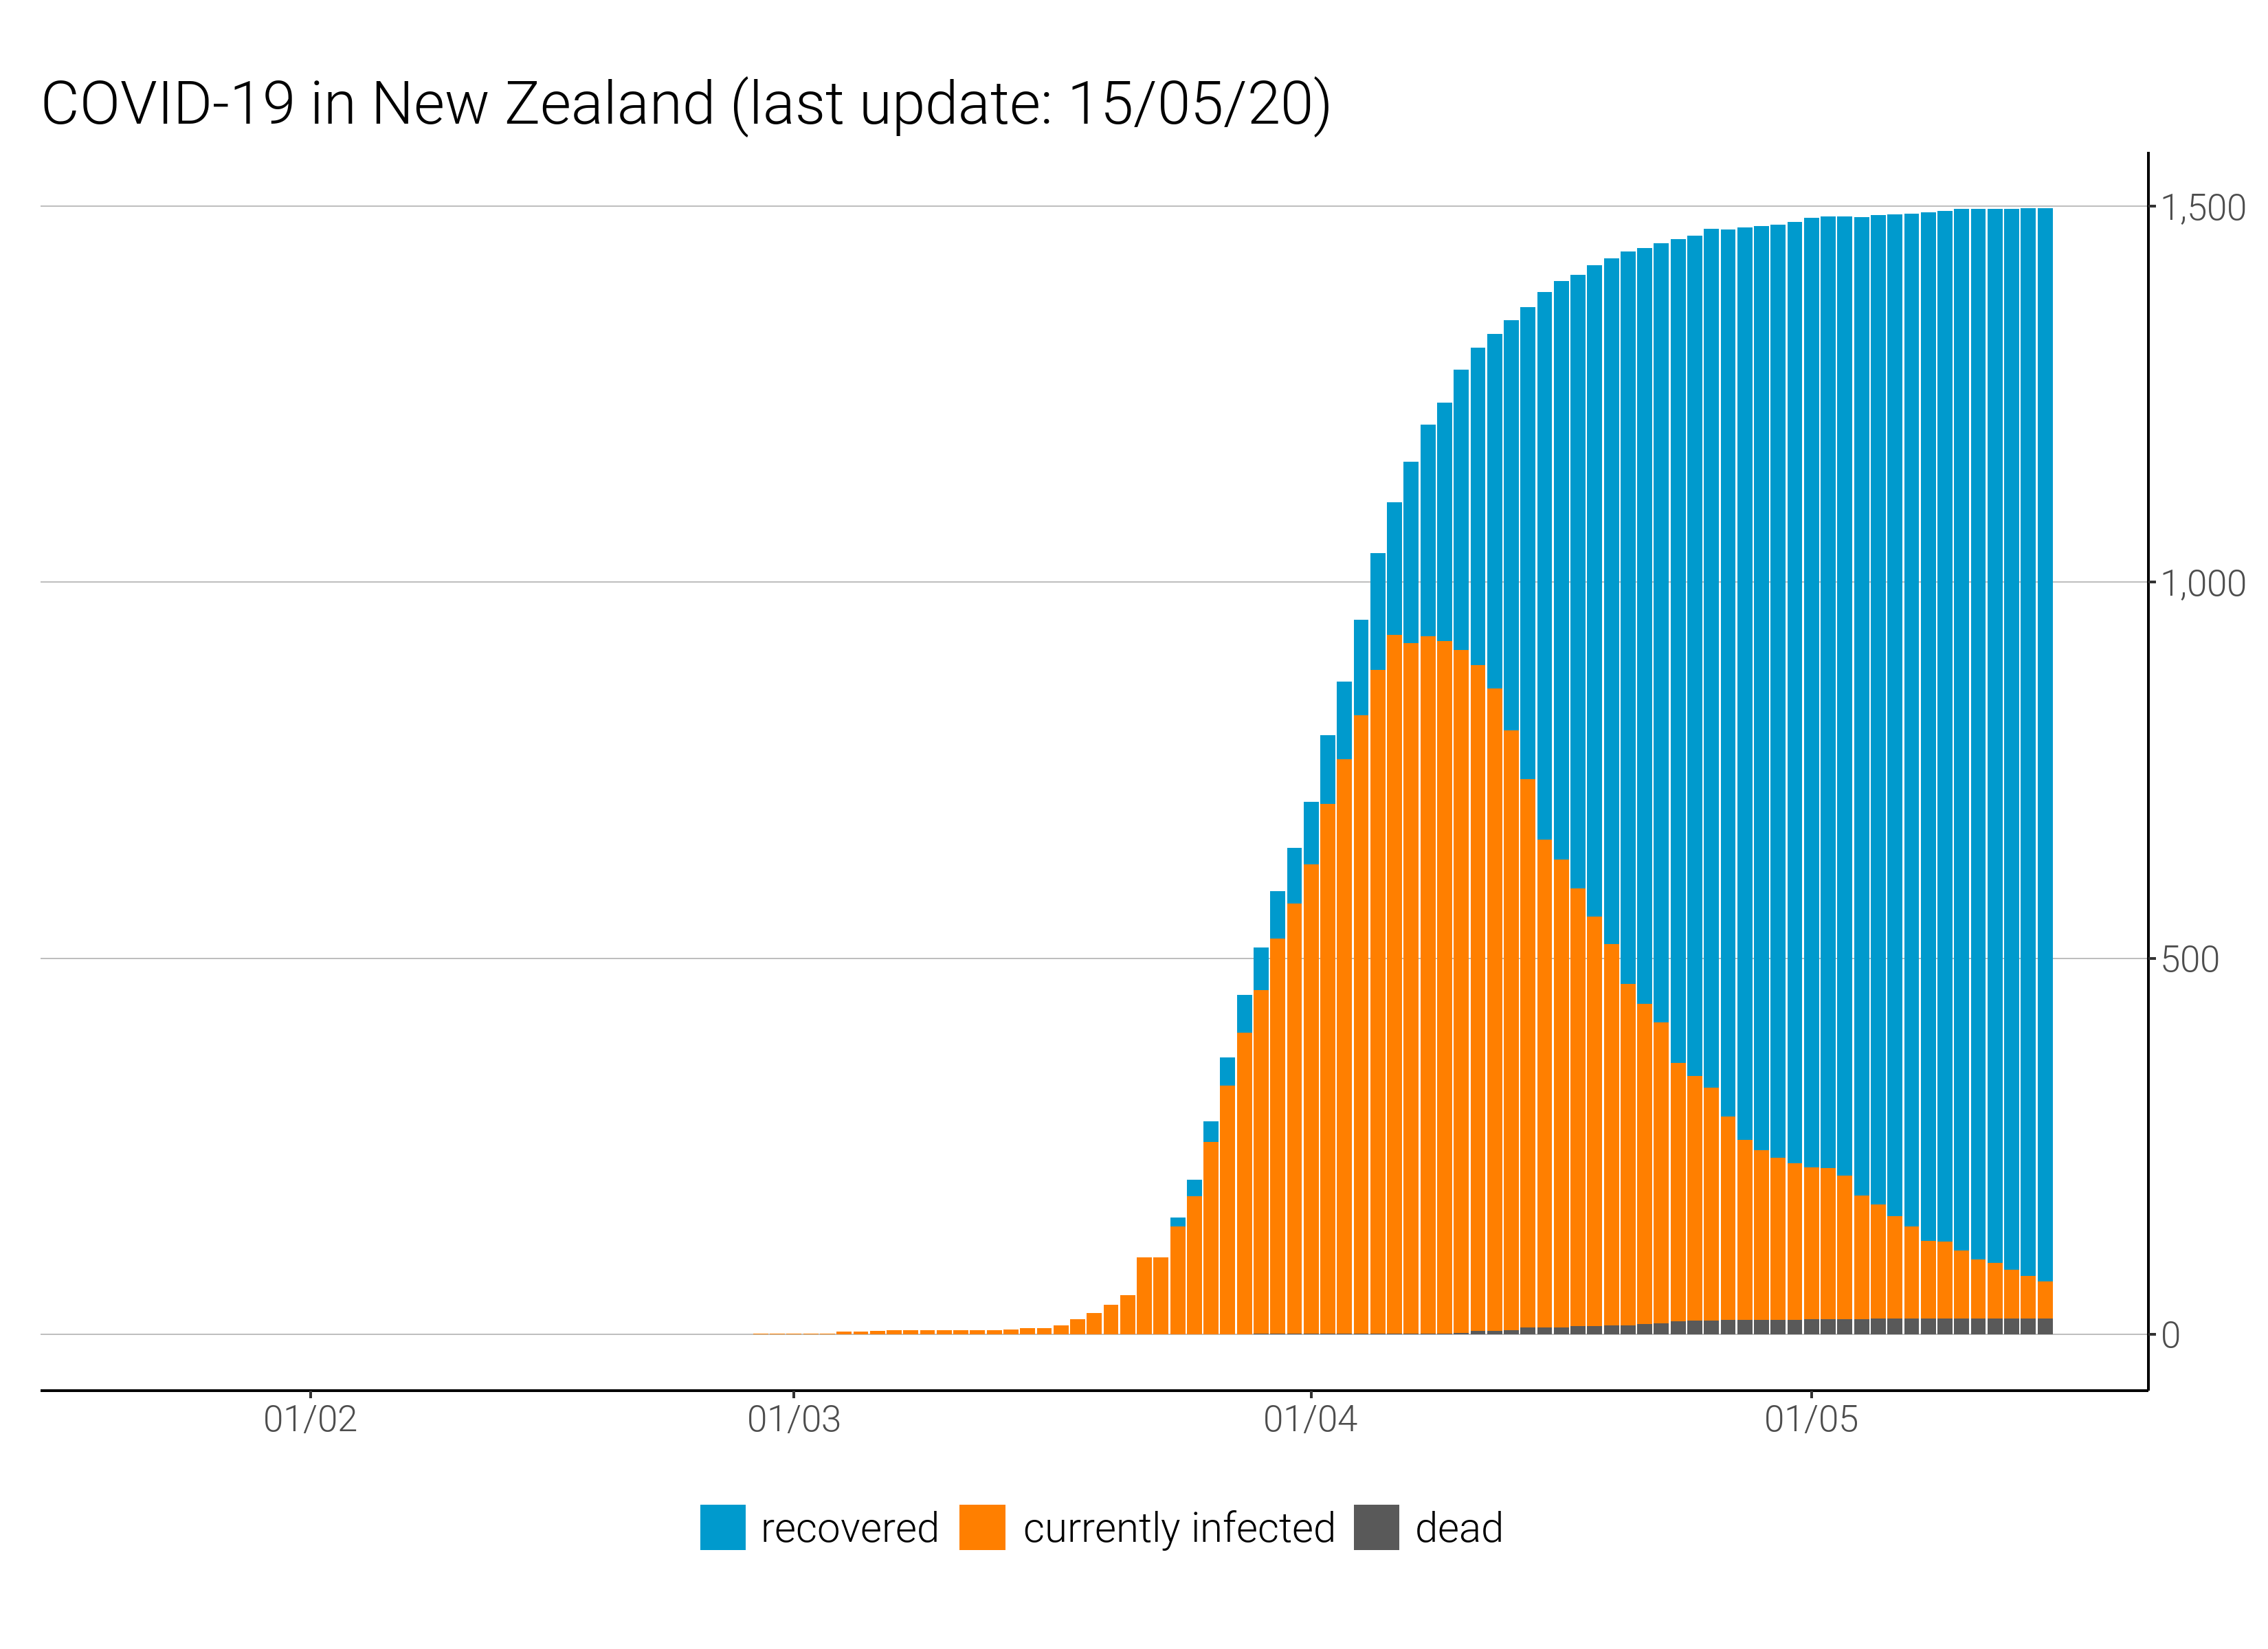 COVID-19 in New Zealand (last update: 15/05/20)
1,500
1,000
500
0
01/02 01/03 01/04 01/05
recovered currently infected dead